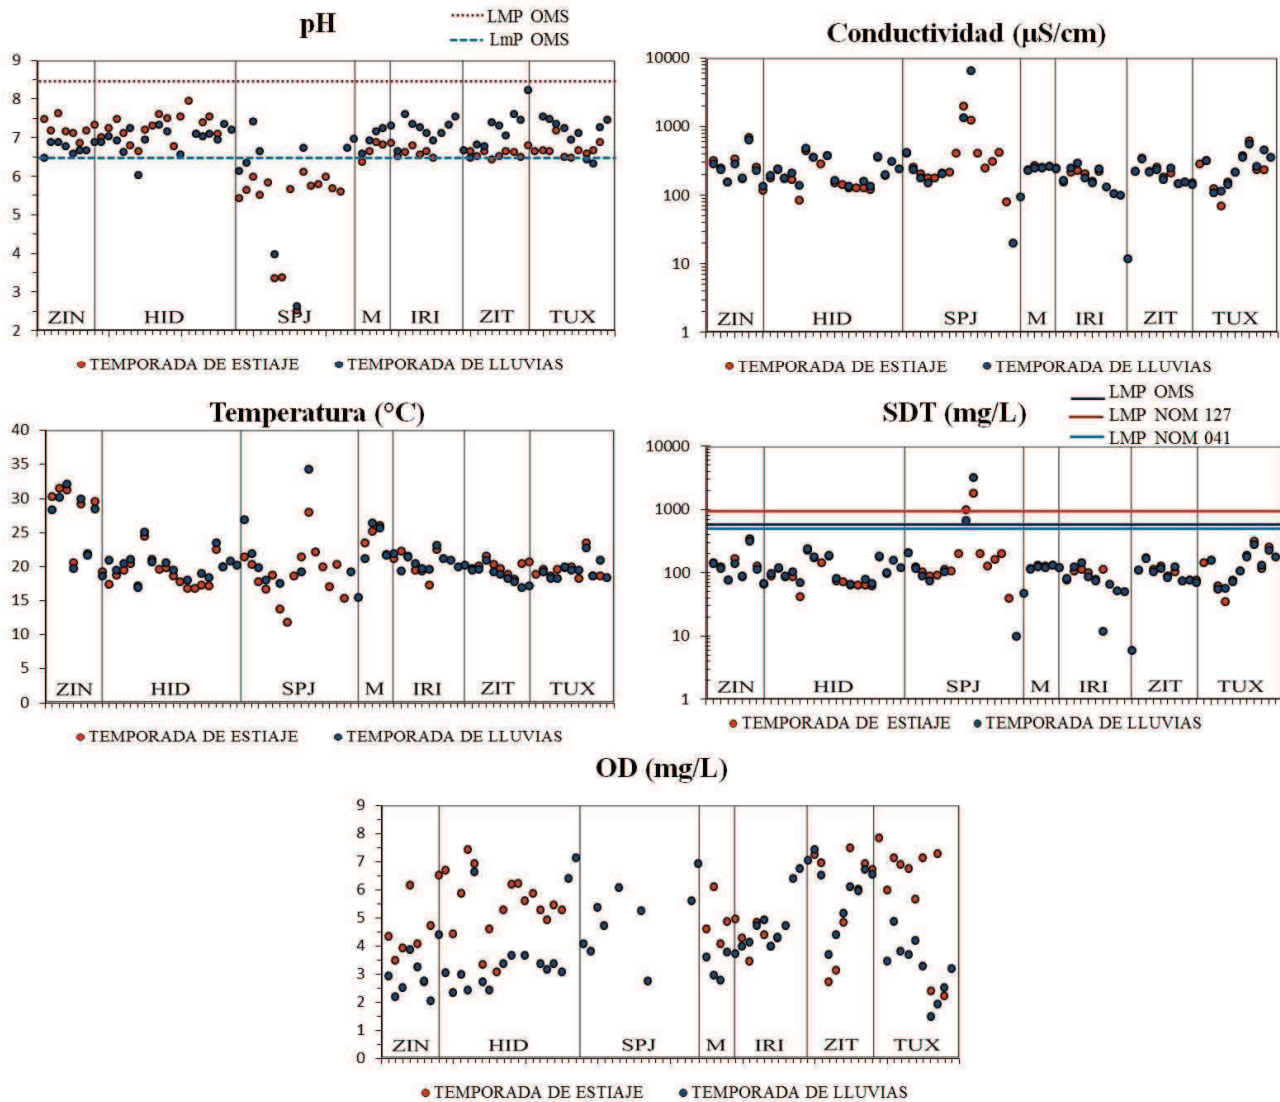 pH
LMP OMS
LmP OMS
9
8
7
6
5
4
3
2
ZIN HID SPJ M IRI ZIT TUX
TEMPORADA DE ESTIAJE TEMPORADA DE LLUVIAS
Conductividad (µS/cm)
10000
1000
100
10
1
ZIN HID SPJ M IRI ZIT TUX
TEMPORADA DE ESTIAJE TEMPORADA DE LLUVIAS
Temperatura (°C)
40
35
30
25
20
15
10
5
0
ZIN HID SPJ M IRI ZIT TUX
TEMPORADA DE ESTIAJE TEMPORADA DE LLUVIAS
SDT (mg/L)
LMP OMS
LMP NOM 127
LMP NOM 041
10000
1000
100
10
1
ZIN HID SPJ M IRI ZIT TUX
TEMPORADA DE ESTIAJE TEMPORADA DE LLUVIAS
OD (mg/L)
9
8
7
6
5
4
3
2
1
0
ZIN HID SPJ M IRI ZIT TUX
TEMPORADA DE ESTIAJE TEMPORADA DE LLUVIAS